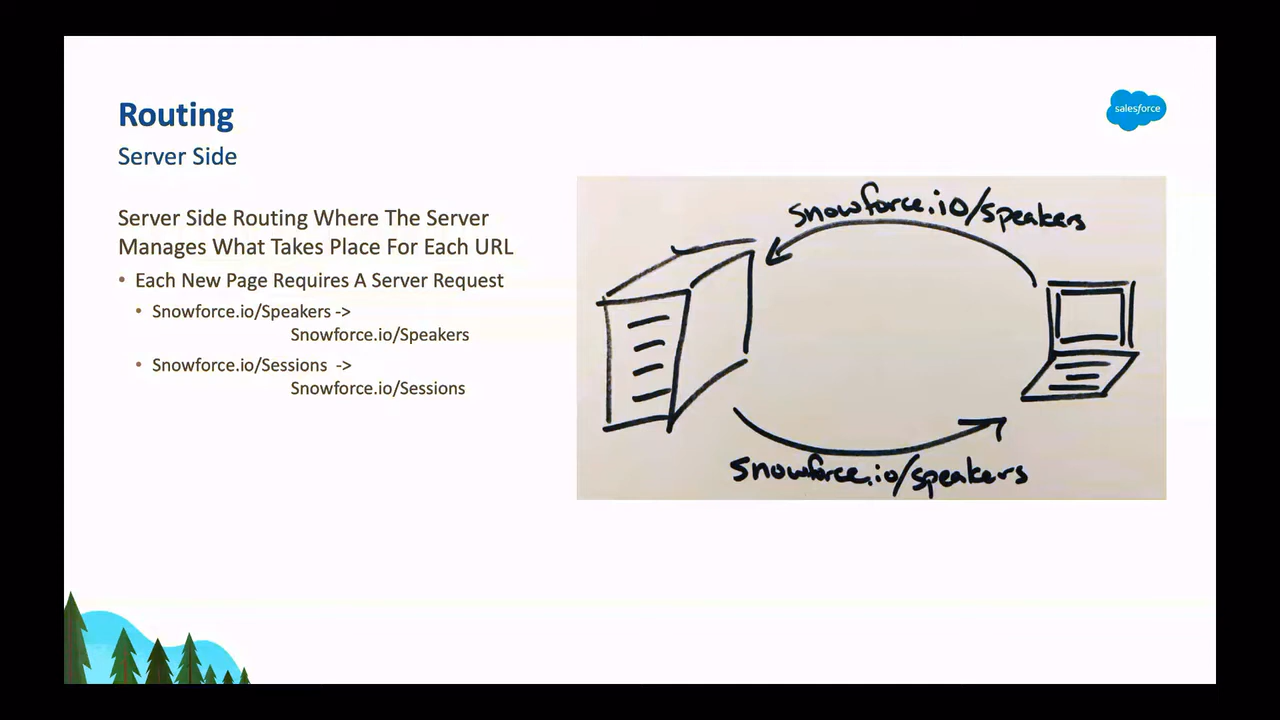 Routing
salesforce
Server Side
Server Side Routing Where The Server
Manages What Takes Place For Each URL
• Each New Page Requires A Server Request
• Snowforce.io/Speakers ->
Snowforce.io/Speakers
• Snowforce.io/Sessions ->
Snowforce.io/Sessions
snowforce.io/speakers
snowforce.io/speakers